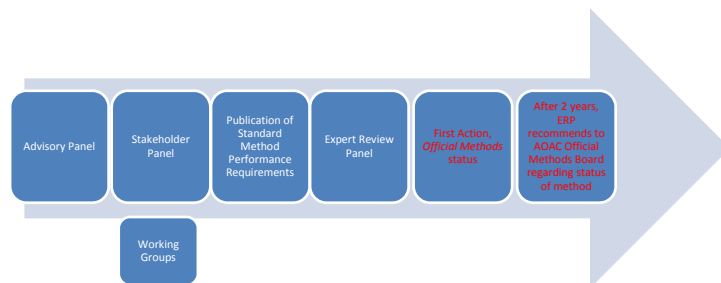 Advisory Panel
Stakeholder
Panel
Publication of
Standard
Method
Performance
Requirements
Expert Review
Panel
First Action,
Official Methods
status
After 2 years,
ERP
recommends to
AOAC Official
Methods Board
regarding status
of method
Working
Groups